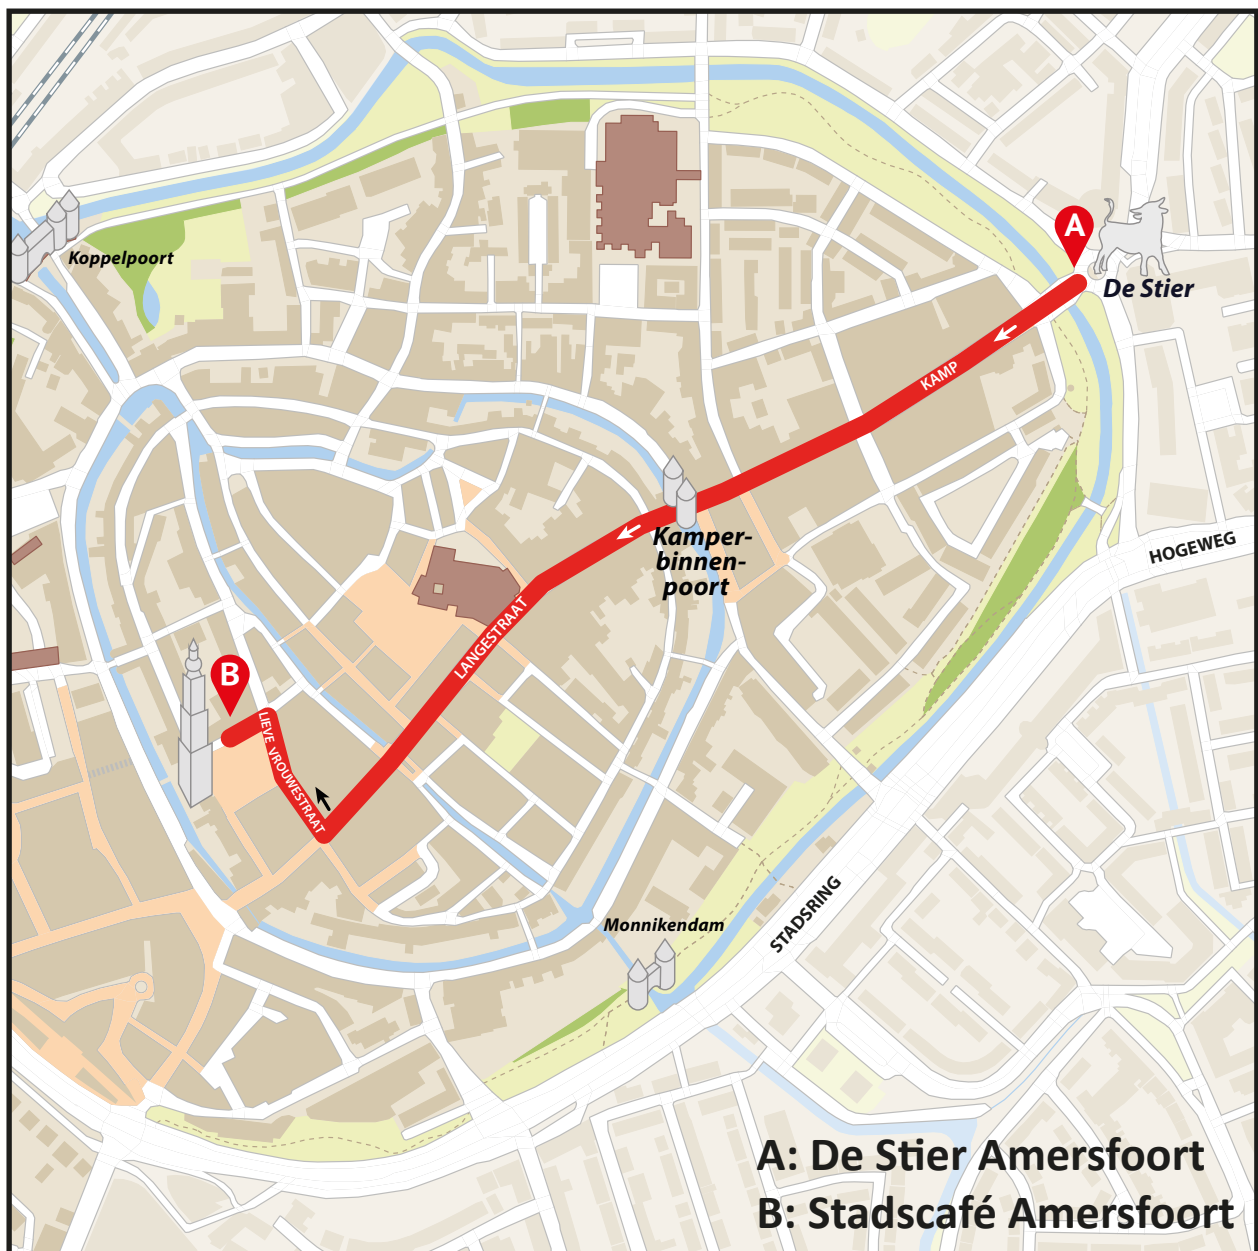 A
Koppelpoort
De Stier
KAMP
Kamper-
binnen-
poort
HOGEWEG
LANGESTRAAT
B
LIEVE VROUWESTRAAT
STADSRING
Monnikendam
A: De Stier Amersfoort
B: Stadscafé Amersfoort